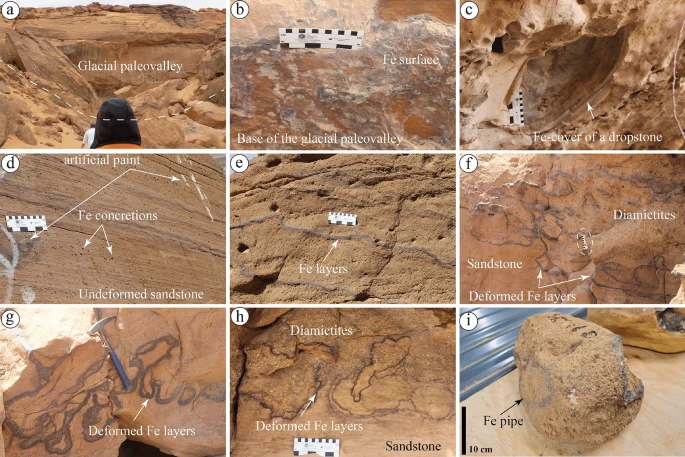 a
Glacial paleovalley
b
Fe surface
Base of the glacial paleovalley
c
Fe-cover of a dropstone
d
artificial paint
Fe concretions
Undeformed sandstone
e
Fe layers
f
Diamictites
Sandstone
Deformed Fe layers
g
Deformed Fe layers
h
Diamictites
Deformed Fe layers
Sandstone
i
Fe pipe
10 cm